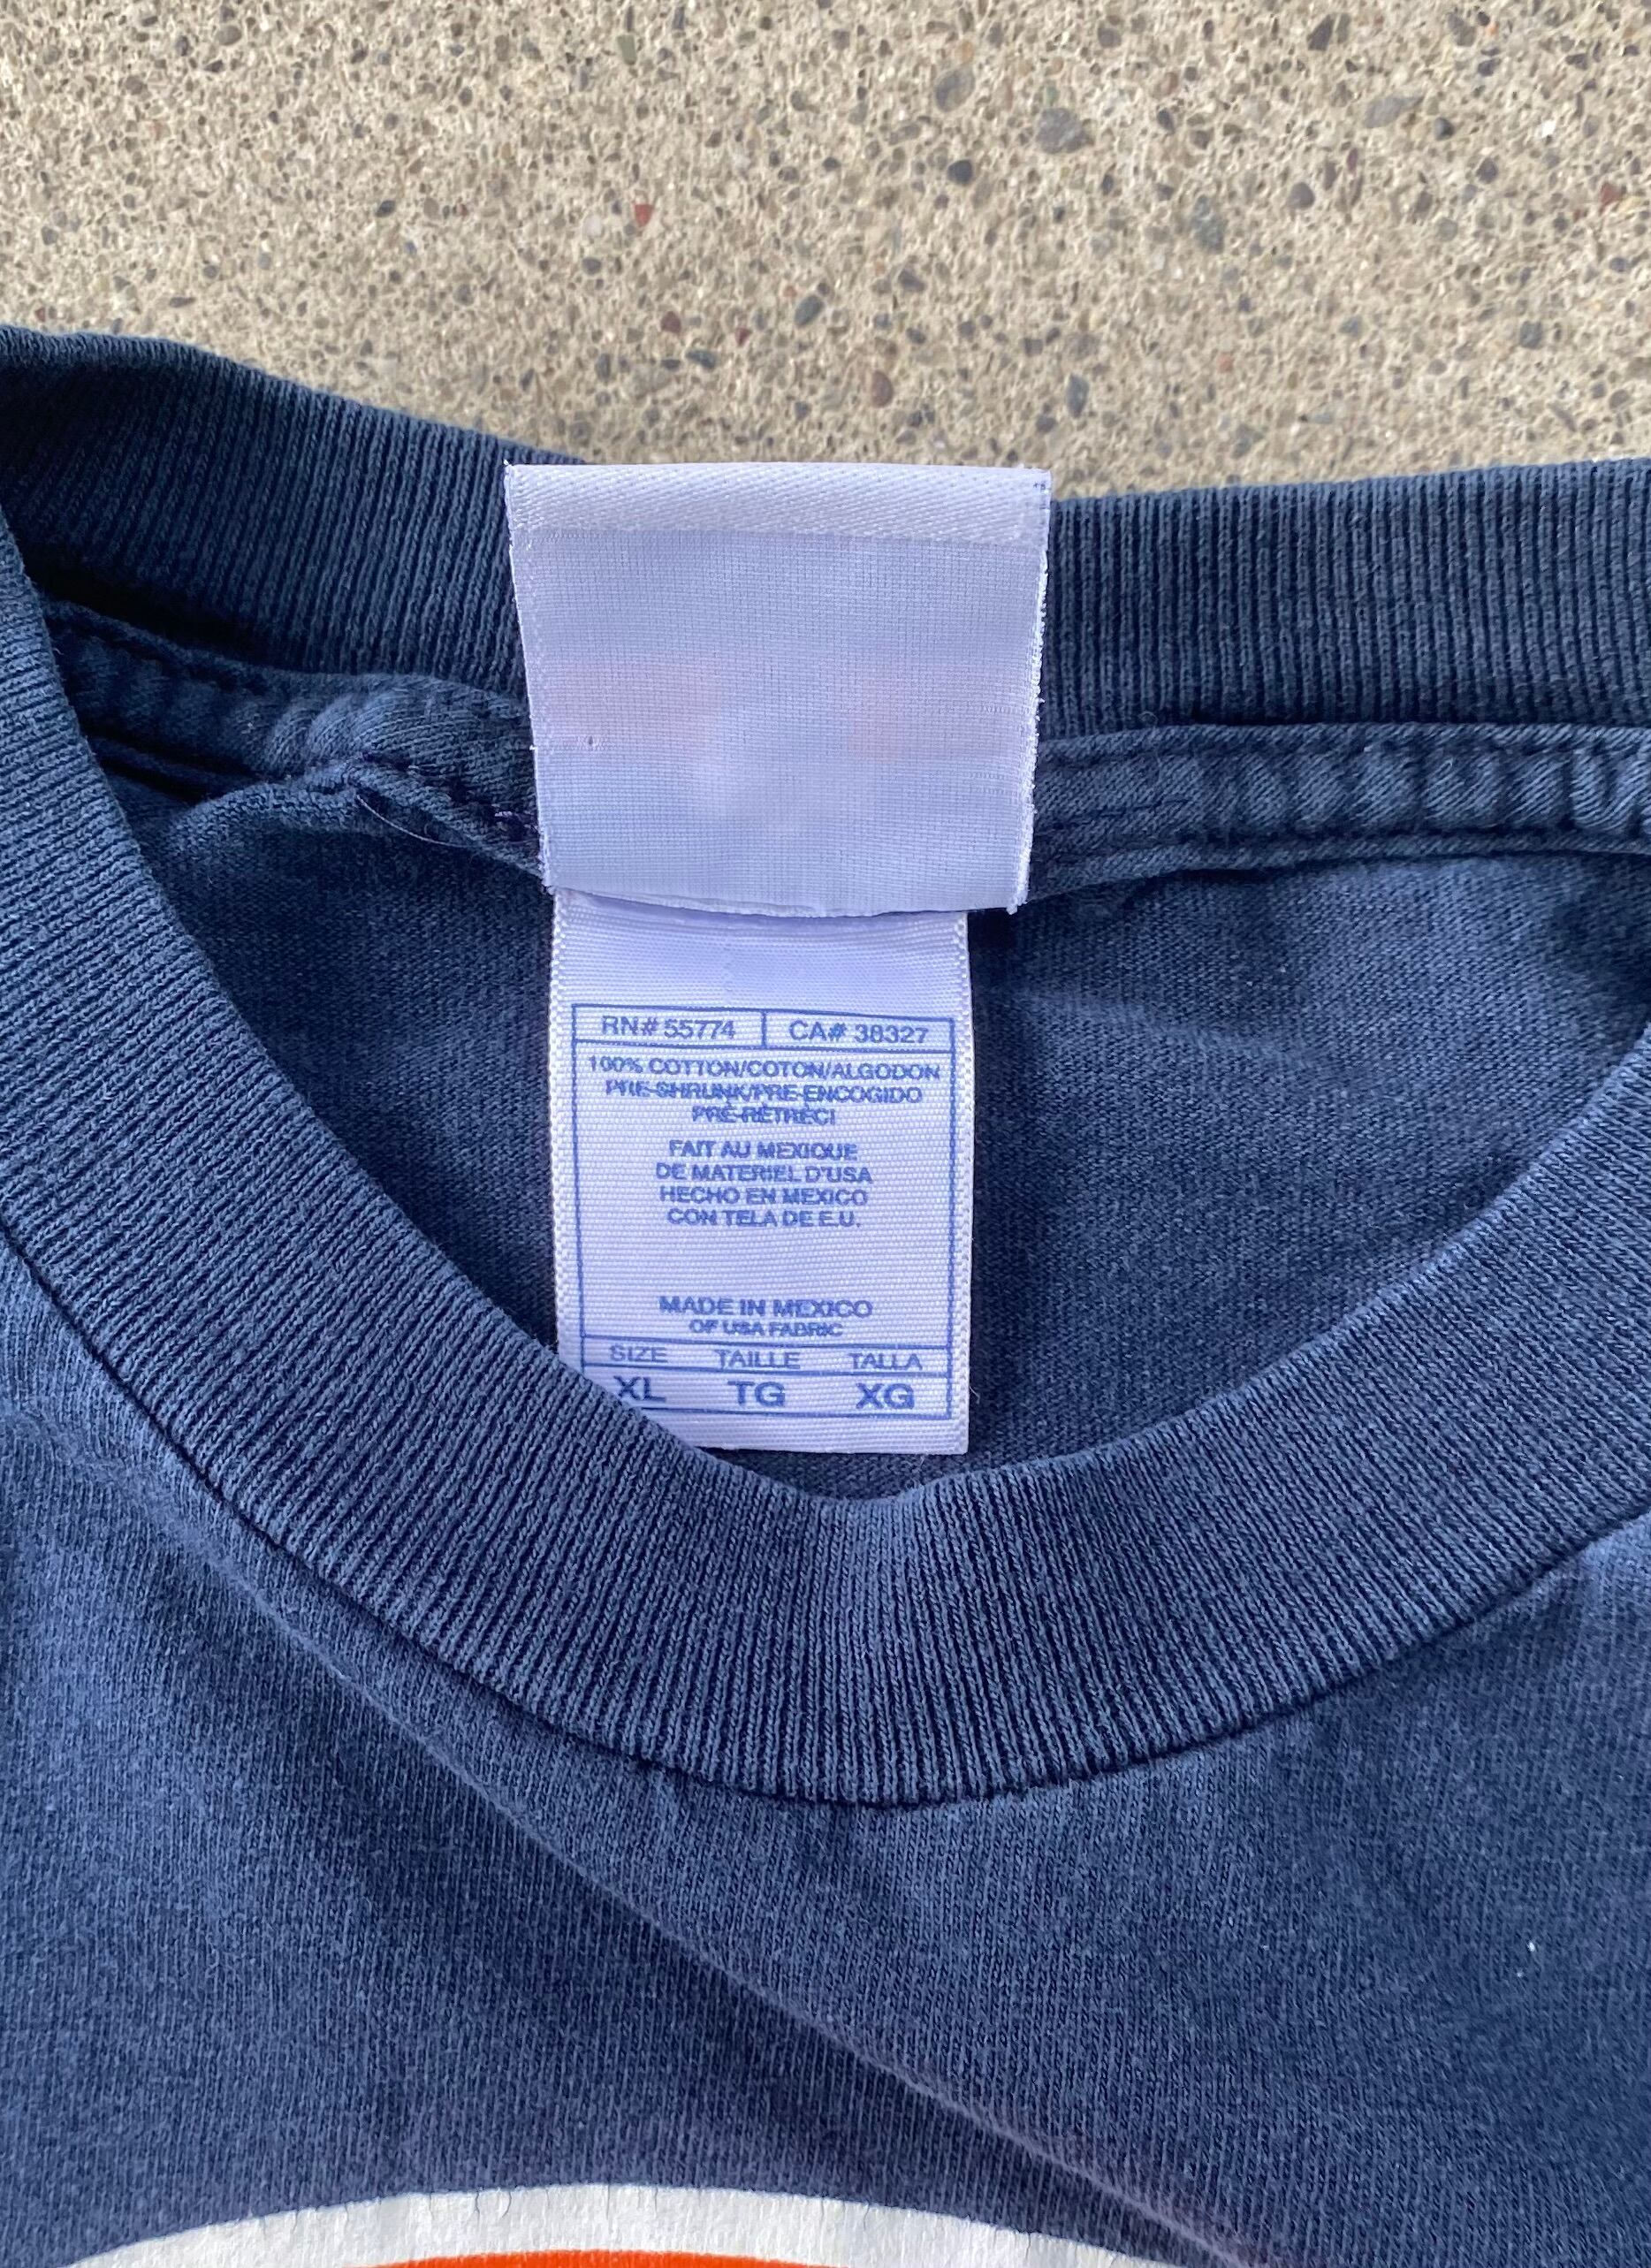 RN# 55774 CA# 38327
100% COTTON/COTON/ALGODON
PRE-SHRUNK/PRE-ENCOGIDO
PRÉ-RÉTRÉCI
FAIT AU MEXIQUE
DE MATERIEL D'USA
HECHO EN MEXICO
CON TELA DE E.U.
MADE IN MEXICO
OF USA FABRIC
SIZE TAILLE TALLA
XL TG XG